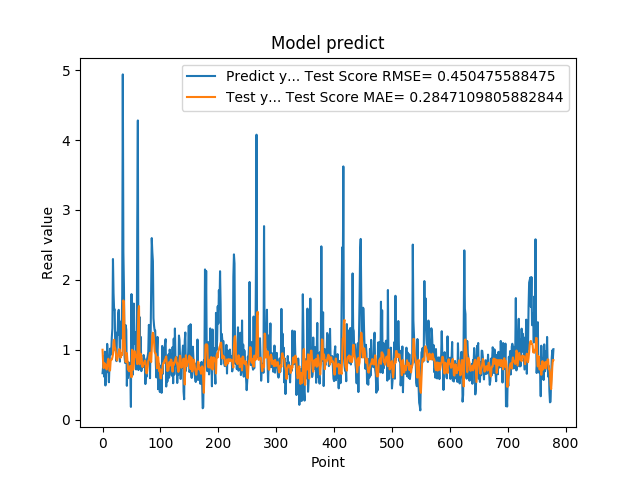 Model predict
Predict y... Test Score RMSE= 0.450475588475
Test y... Test Score MAE= 0.2847109805882844
Real value
5
4
3
2
1
0
0 100 200 300 400 500 600 700 800
Point